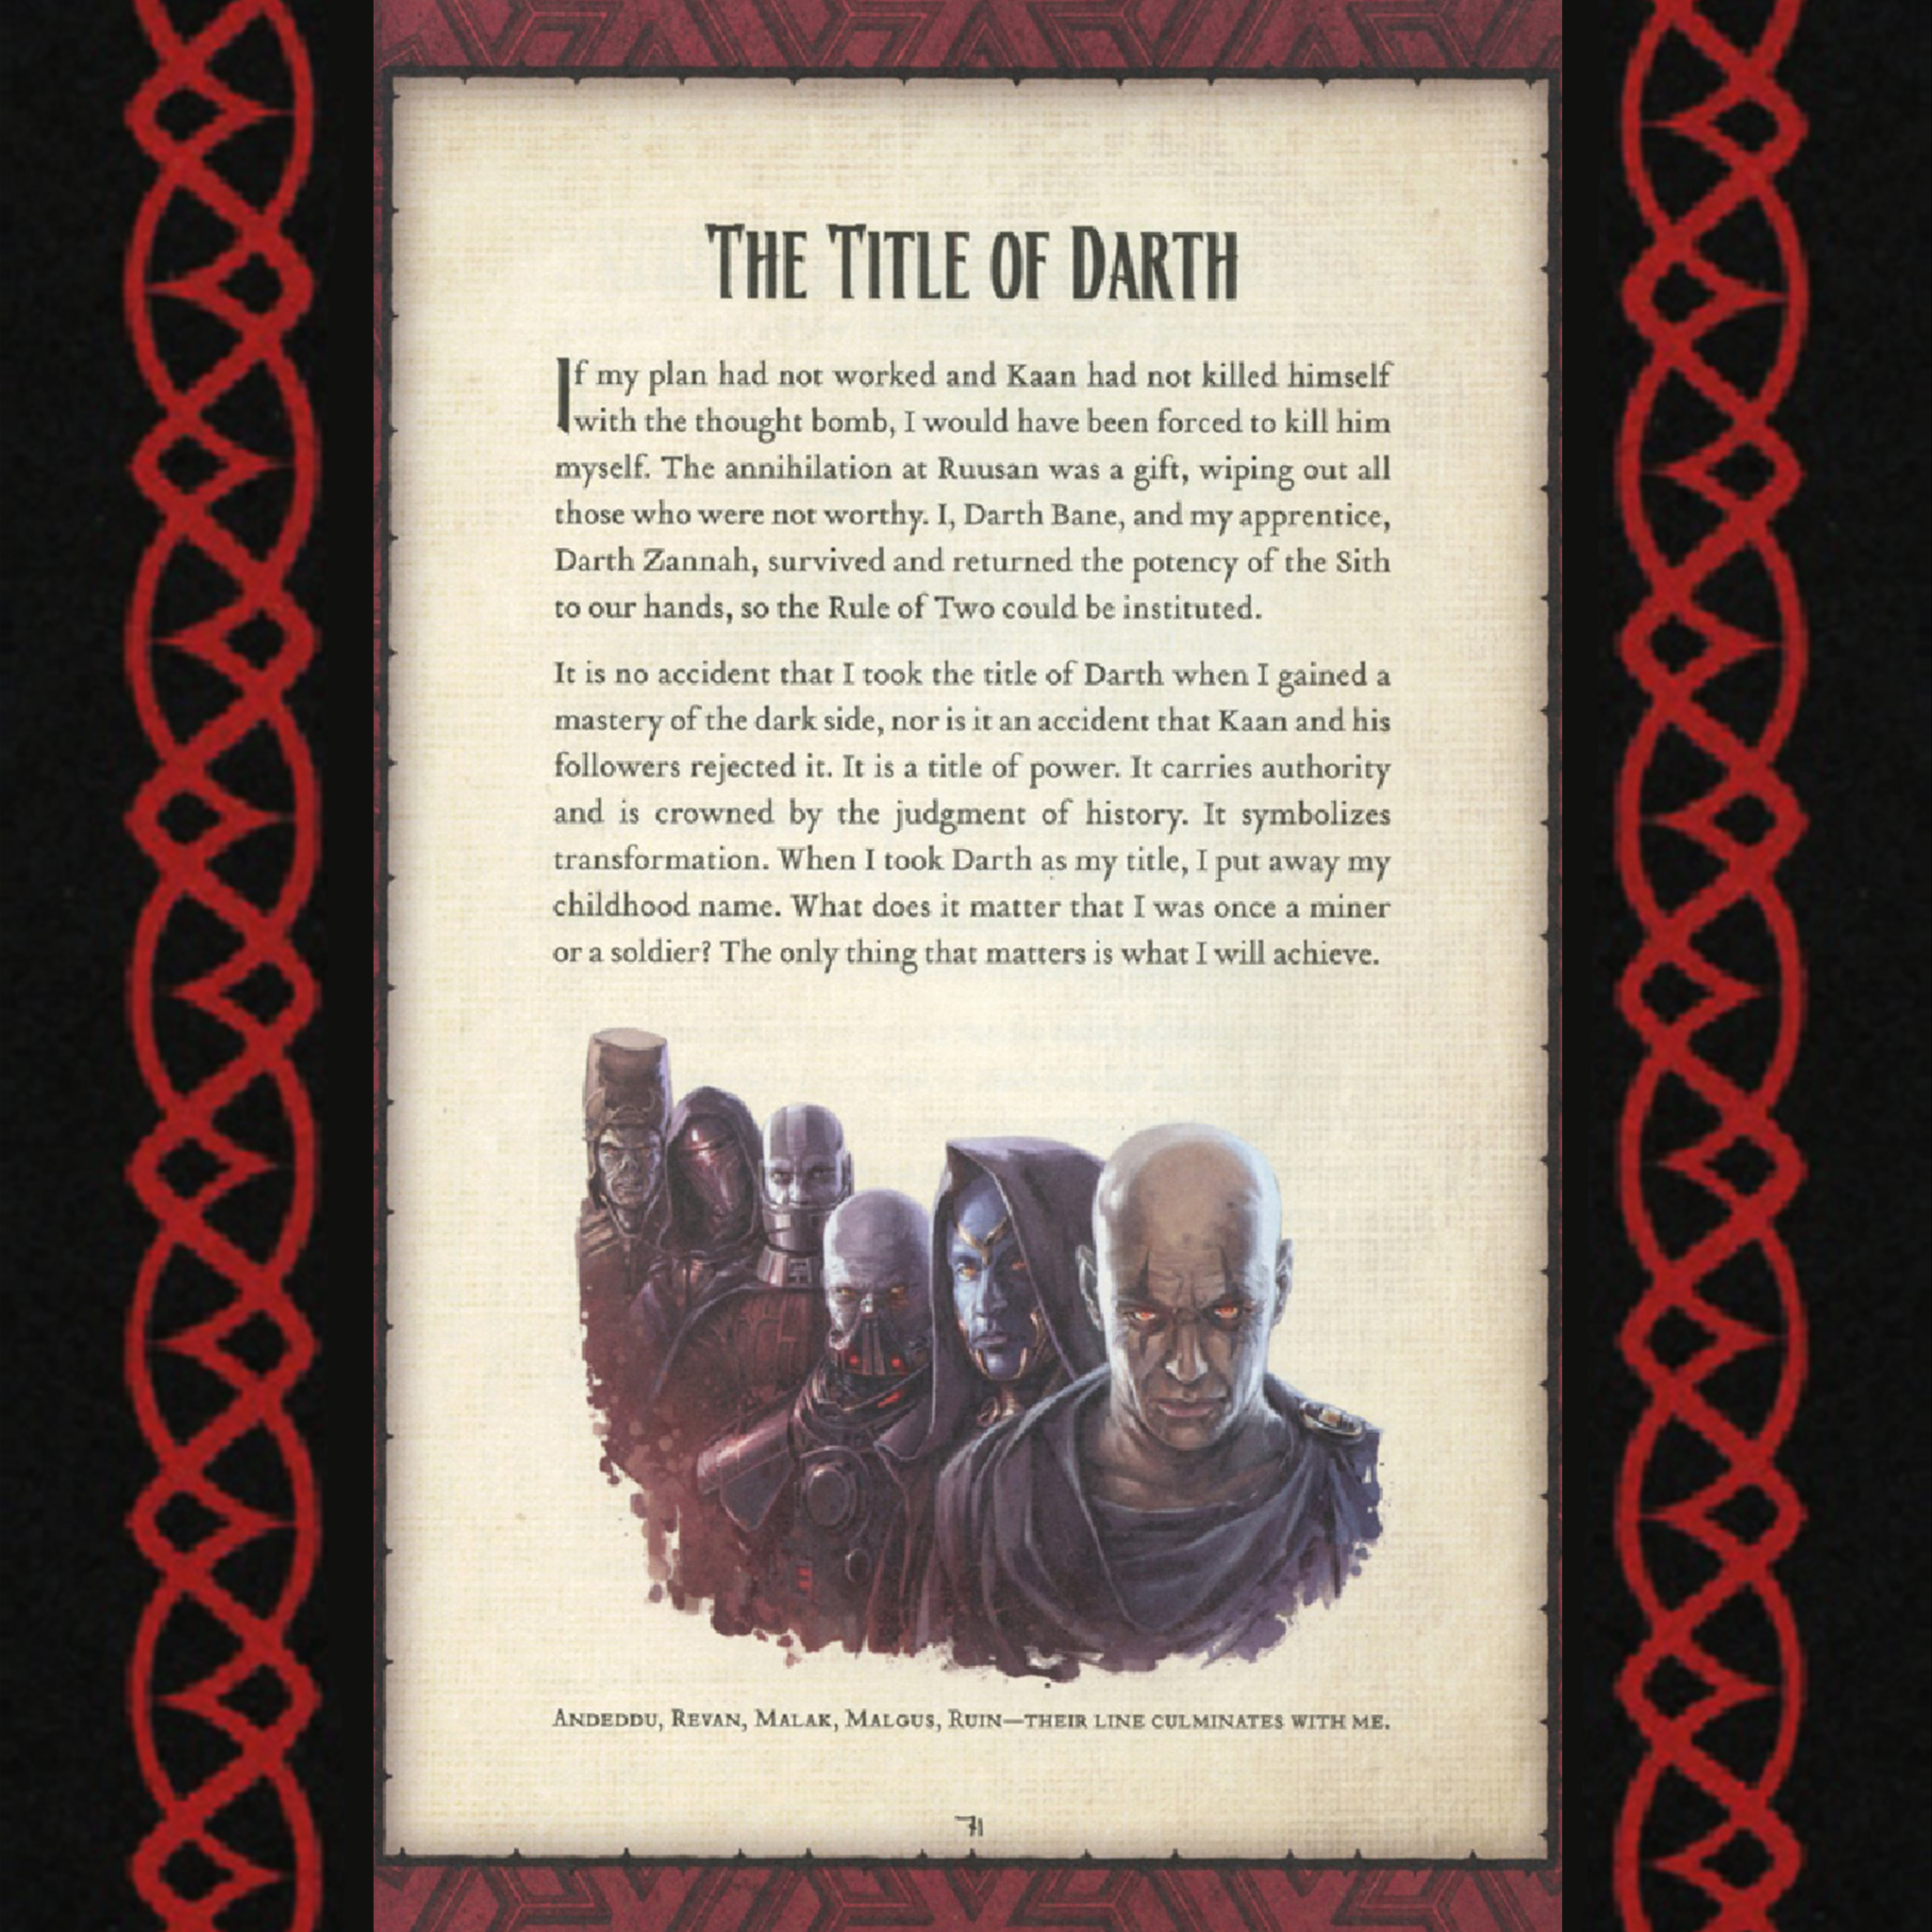 THE TITLE OF DARTH
If my plan had not worked and Kaan had not killed himself
with the thought bomb, I would have been forced to kill him
myself. The annihilation at Ruusan was a gift, wiping out all
those who were not worthy. I, Darth Bane, and my apprentice,
Darth Zannah, survived and returned the potency of the Sith
to our hands, so the Rule of Two could be instituted.
It is no accident that I took the title of Darth when I gained a
mastery of the dark side, nor is it an accident that Kaan and his
followers rejected it. It is a title of power. It carries authority
and is crowned by the judgment of history. It symbolizes
transformation. When I took Darth as my title, I put away my
childhood name. What does it matter that I was once a miner
or a soldier? The only thing that matters is what I will achieve.
ANDEDDU, REVAN, MALAK, MALGUS, RUIN—THEIR LINE CULMINATES WITH ME.
71